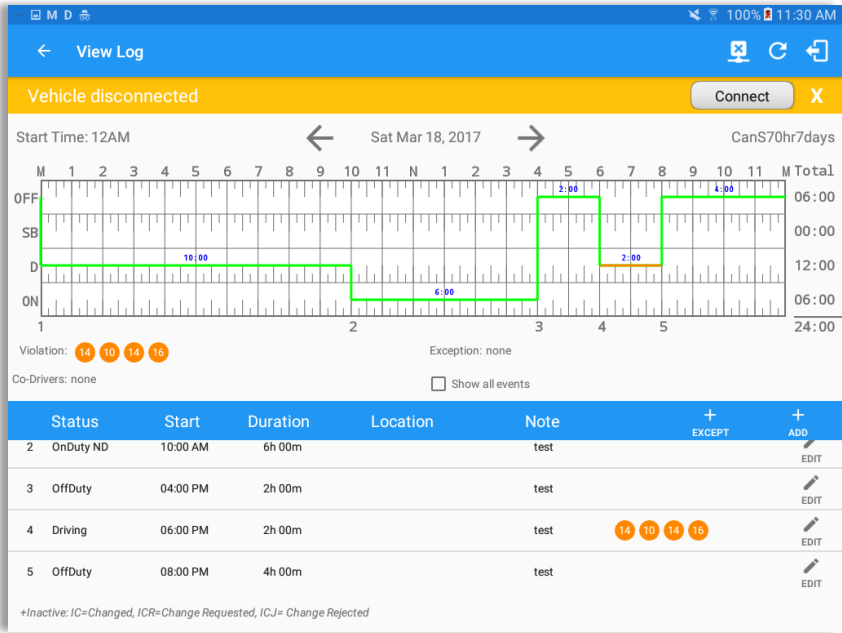 M D 100% 11:30 AM
View Log
Vehicle disconnected Connect X
Start Time: 12AM Sat Mar 18, 2017 CanS70hr7days
M 1 2 3 4 5 6 7 8 9 10 11 N 1 2 3 4 5 6 7 8 9 10 11 M Total
OFF 2:00 4:00 06:00
SB 00:00
D 10:00 2:00 12:00
ON 6:00 06:00
1 2 3 4 5 24:00
Violation: 14 10 14 16 Exception: none
Co-Drivers: none Show all events
Status Start Duration Location Note + EXCEPT + ADD
2 OnDuty ND 10:00 AM 6h 00m test EDIT
3 OffDuty 04:00 PM 2h 00m test EDIT
4 Driving 06:00 PM 2h 00m test 14 10 14 16 EDIT
5 OffDuty 08:00 PM 4h 00m test EDIT
+Inactive: IC=Changed, ICR=Change Requested, ICJ= Change Rejected